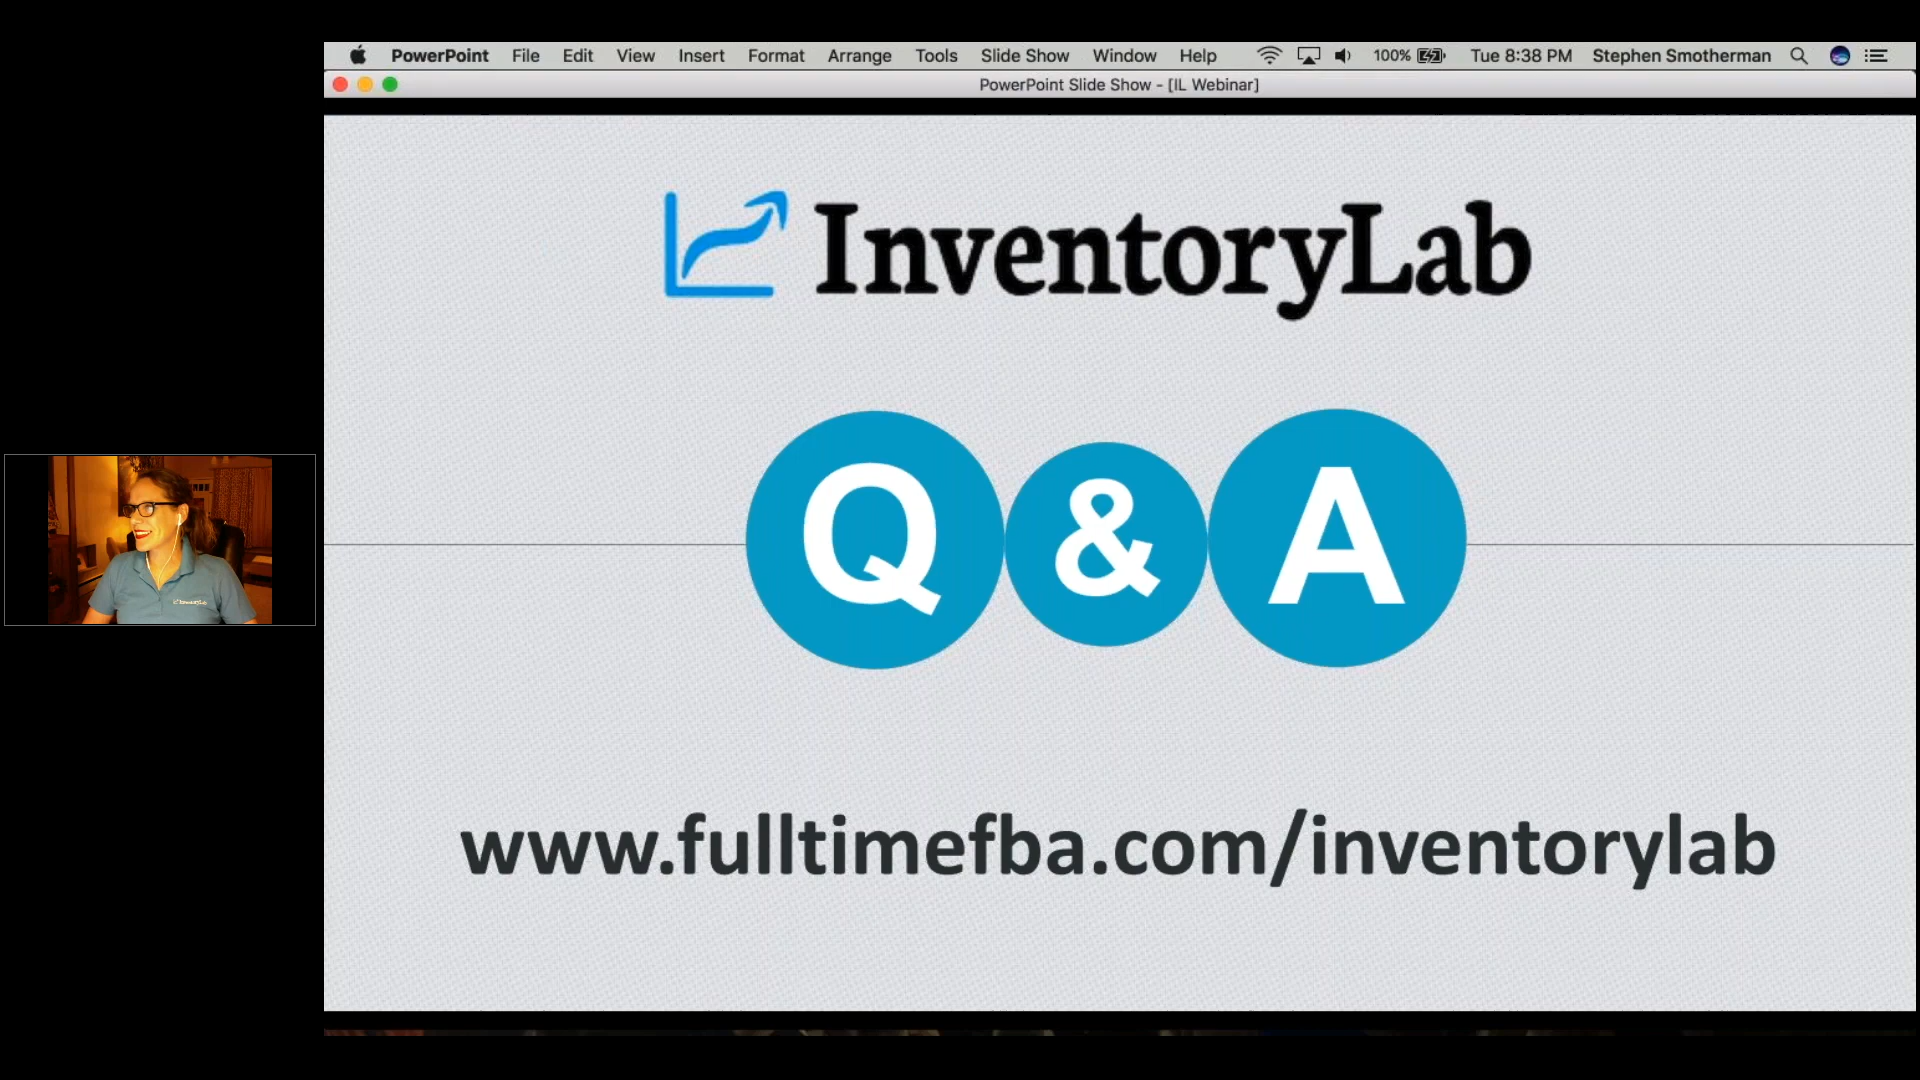 PowerPoint File Edit View Insert Format Arrange Tools Slide Show Window Help 100% Tue 8:38 PM Stephen Smotherman
PowerPoint Slide Show - [IL Webinar]
InventoryLab
Q & A
InventoryLab
www.fulltimefba.com/inventorylab